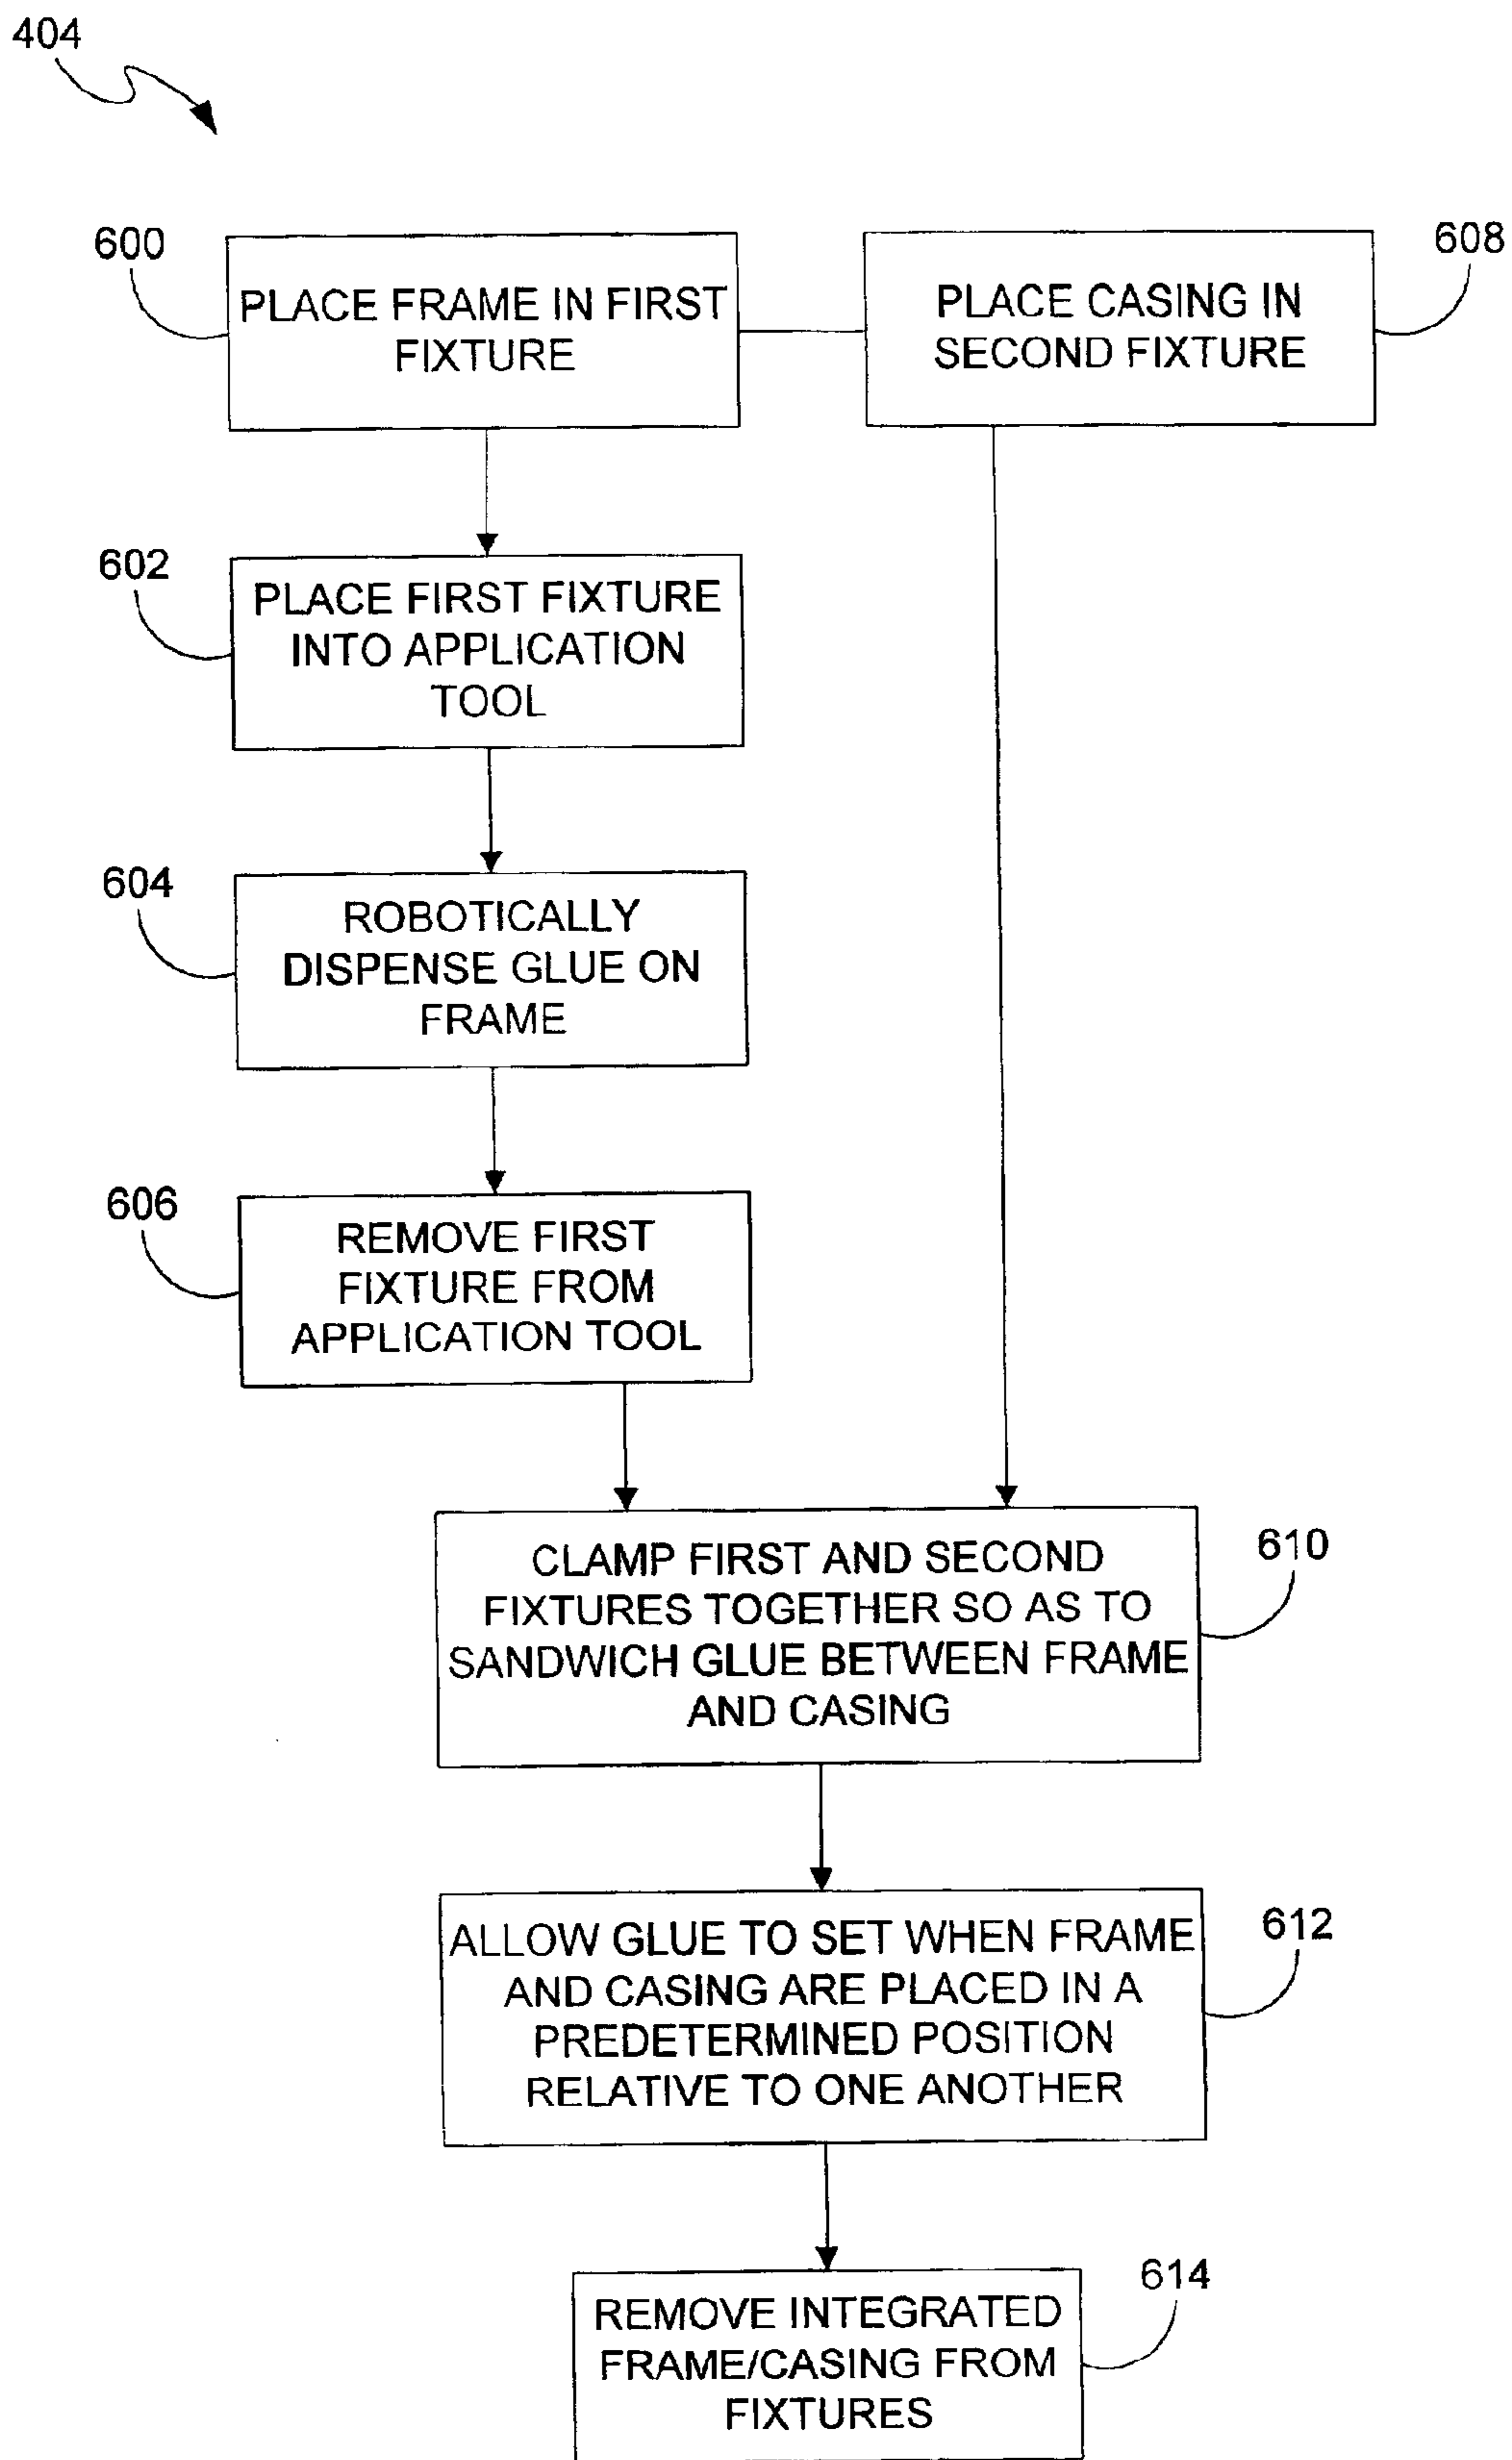 404
600
PLACE FRAME IN FIRST
FIXTURE
PLACE CASING IN
SECOND FIXTURE
608
602
PLACE FIRST FIXTURE
INTO APPLICATION
TOOL
604
ROBOTICALLY
DISPENSE GLUE ON
FRAME
606
REMOVE FIRST
FIXTURE FROM
APPLICATION TOOL
CLAMP FIRST AND SECOND
FIXTURES TOGETHER SO AS TO
SANDWICH GLUE BETWEEN FRAME
AND CASING
610
ALLOW GLUE TO SET WHEN FRAME
AND CASING ARE PLACED IN A
PREDETERMINED POSITION
RELATIVE TO ONE ANOTHER
612
REMOVE INTEGRATED
FRAME/CASING FROM
FIXTURES
614